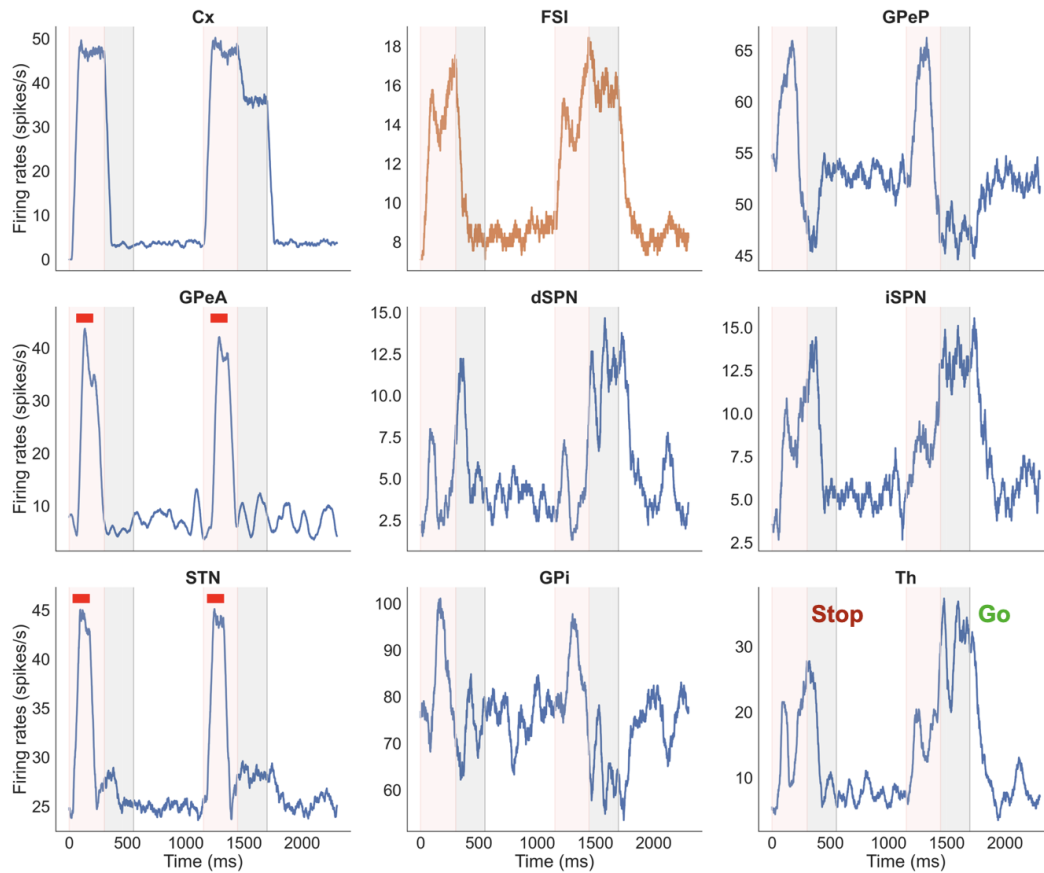 Cx
FSI
GPeP
Firing rates (spikes/s)
50
40
30
20
10
0
18
16
14
12
10
8
65
60
55
50
45
GPeA
dSPN
iSPN
Firing rates (spikes/s)
40
30
20
10
15.0
12.5
10.0
7.5
5.0
2.5
15.0
12.5
10.0
7.5
5.0
2.5
STN
GPi
Th
Firing rates (spikes/s)
45
40
35
30
25
100
90
80
70
60
30
20
10
Stop
Go
0 500 1000 1500 2000
0 500 1000 1500 2000
0 500 1000 1500 2000
Time (ms)
Time (ms)
Time (ms)